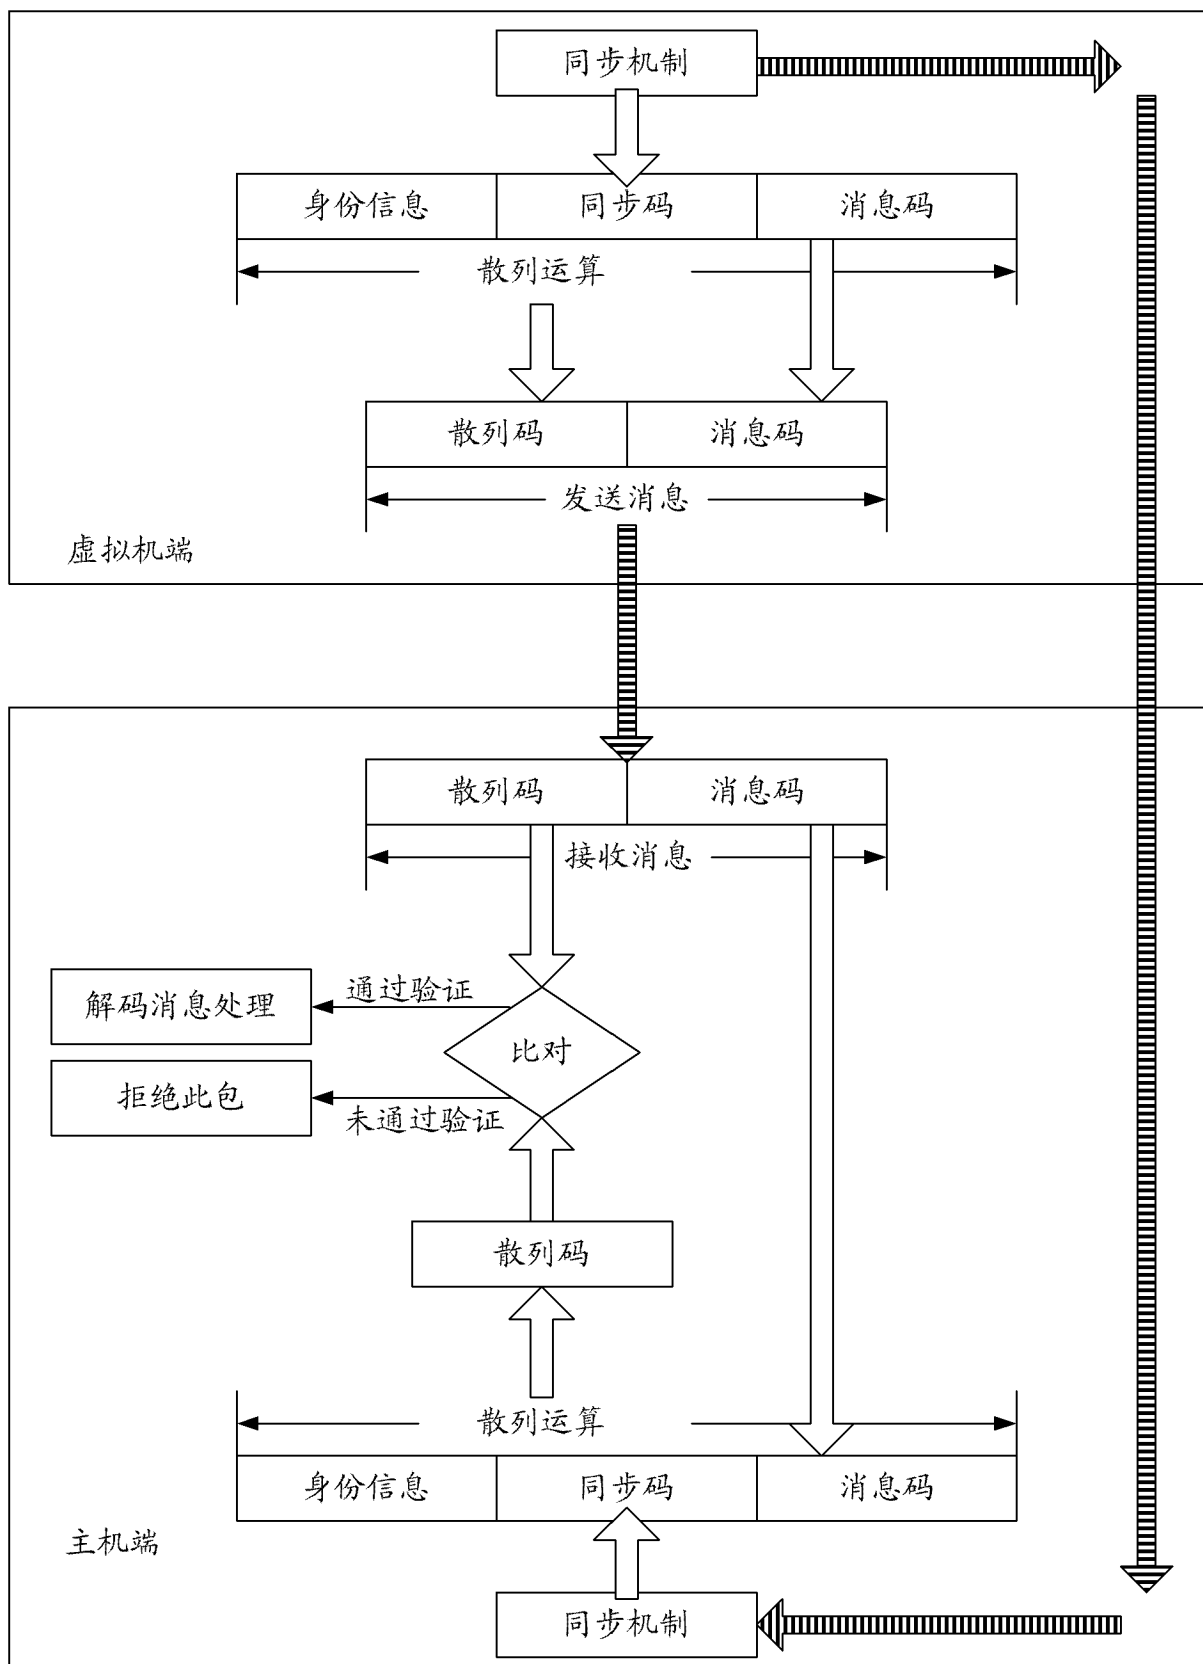 同步机制
身份信息 同步码 消息码
散列运算
散列码 消息码
发送消息
虚拟机端
散列码 消息码
接收消息
通过验证
解码消息处理
比对
拒绝此包
未通过验证
散列码
散列运算
身份信息 同步码 消息码
主机端
同步机制